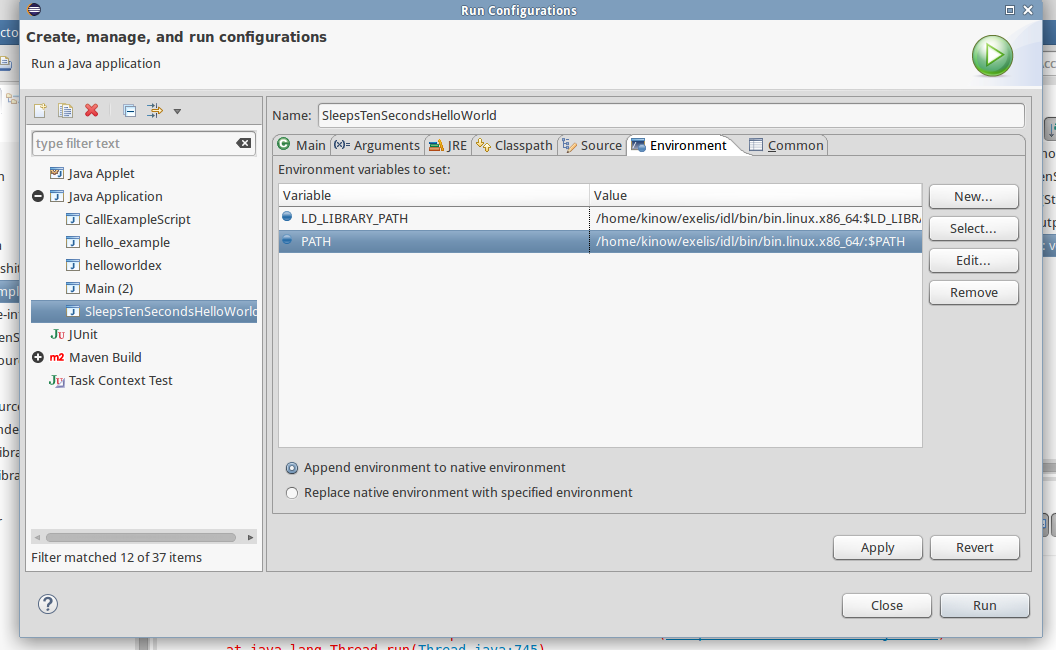 Run Configurations
Create, manage, and run configurations
Run a Java application
Name: SleepsTenSecondsHelloWorld
type filter text
Main (x)= Arguments JRE Classpath Source Environment Common
Environment variables to set:
Variable Value
LD_LIBRARY_PATH /home/kinow/exelis/idl/bin/bin.linux.x86_64:$LD_LIBRA
PATH /home/kinow/exelis/idl/bin/bin.linux.x86_64/:$PATH
New...
Select...
Edit...
Remove
Java Applet
Java Application
CallExampleScript
hello_example
helloworldex
Main (2)
SleepsTenSecondsHelloWorld
Ju JUnit
m2 Maven Build
Ju Task Context Test
Append environment to native environment
Replace native environment with specified environment
Filter matched 12 of 37 items
Apply Revert
? Close Run
at java.lang.Thread.run(Thread.java:745)